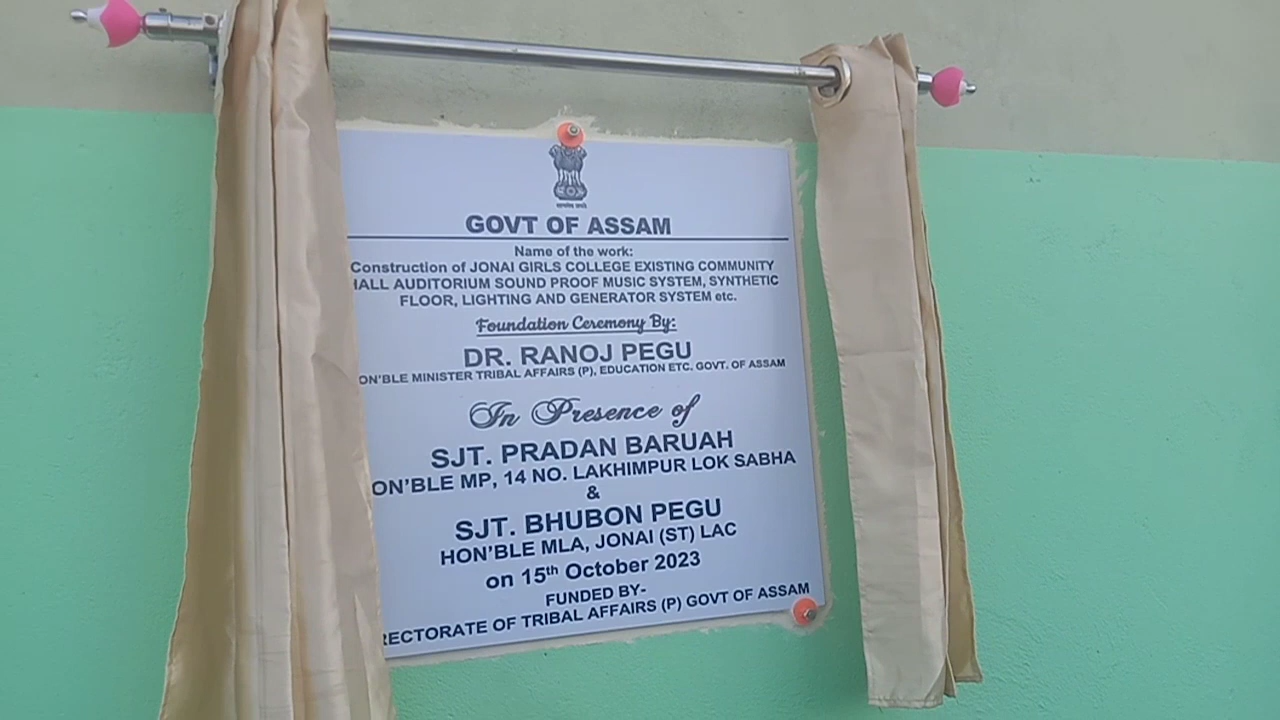 GOVT OF ASSAM
Name of the work:
Construction of JONAI GIRLS COLLEGE EXISTING COMMUNITY
HALL AUDITORIUM SOUND PROOF MUSIC SYSTEM, SYNTHETIC
FLOOR, LIGHTING AND GENERATOR SYSTEM etc.
Foundation Ceremony By:
DR. RANOJ PEGU
ON'BLE MINISTER TRIBAL AFFAIRS (P), EDUCATION ETC. GOVT. OF ASSAM
In Presence of
SJT. PRADAN BARUAH
ON'BLE MP, 14 NO. LAKHIMPUR LOK SABHA
&
SJT. BHUBON PEGU
HON'BLE MLA, JONAI (ST) LAC
on 15th October 2023
FUNDED BY-
RECTORATE OF TRIBAL AFFAIRS (P) GOVT OF ASSAM